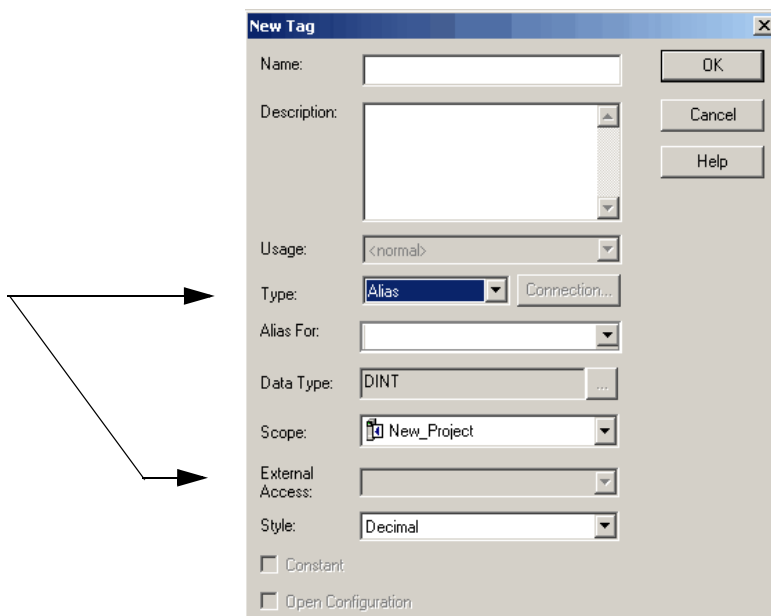 New Tag
Name:
OK
Description:
Cancel
Help
Usage: <normal>
Type: Alias Connection...
Alias For:
Data Type: DINT ...
Scope: New_Project
External
Access:
Style: Decimal
Constant
Open Configuration